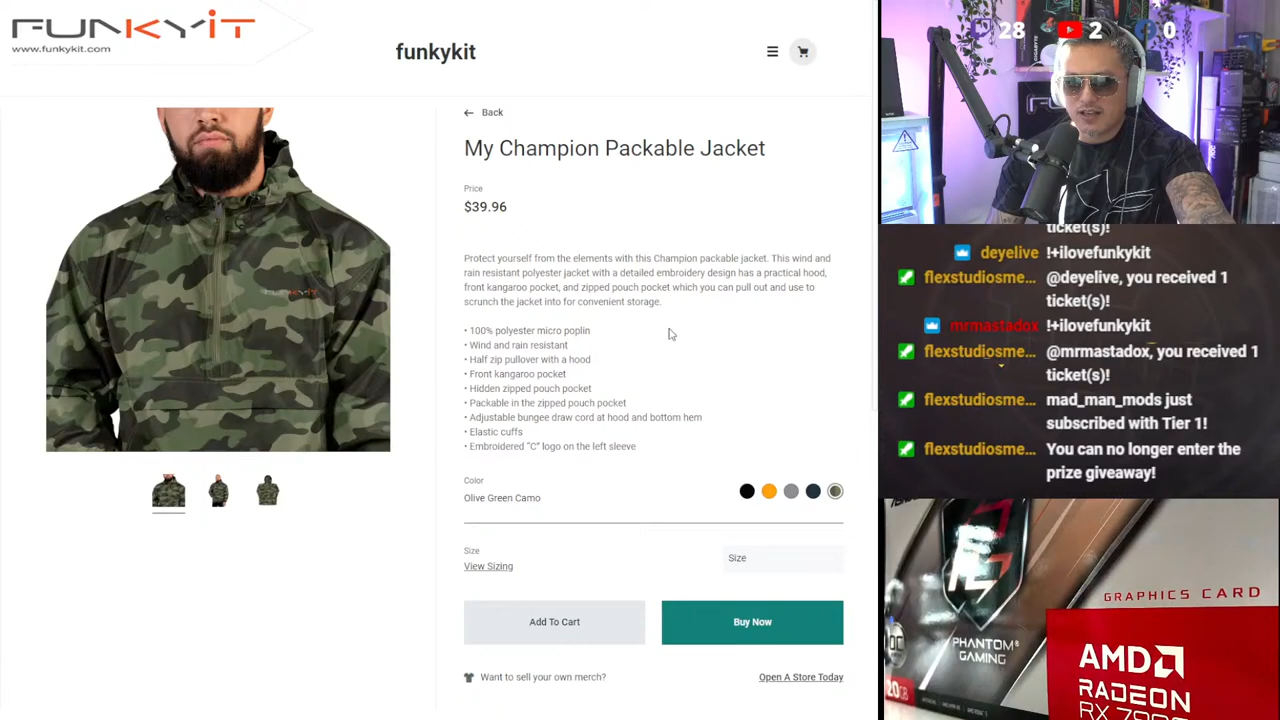 FUNKYIT
www.funkykit.com
funkykit
Back
My Champion Packable Jacket
Price
$39.96
Protect yourself from the elements with this Champion packable jacket. This wind and
rain resistant polyester jacket with a detailed embroidery design has a practical hood,
front kangaroo pocket, and zipped pouch pocket which you can pull out and use to
scrunch the jacket into for convenient storage.
• 100% polyester micro poplin
• Wind and rain resistant
• Half zip pullover with a hood
• Front kangaroo pocket
• Hidden zipped pouch pocket
• Packable in the zipped pouch pocket
• Adjustable bungee draw cord at hood and bottom hem
• Elastic cuffs
• Embroidered "C" logo on the left sleeve
Color
Olive Green Camo
Size
View Sizing
Size
Add To Cart
Buy Now
Want to sell your own merch?
Open A Store Today
28
2
0
ticket(s)!
deyelive !+ilovefunkykit
flexstudiosme... @deyelive, you received 1
ticket(s)!
mrmastadox !+ilovefunkykit
flexstudiosme... @mrmastadox, you received 1
ticket(s)!
flexstudiosme... mad_man_mods just
subscribed with Tier 1!
flexstudiosme... You can no longer enter the
prize giveaway!
PHANTOM®
GAMING
20GB
GRAPHICS CARD
AMD
RADEON